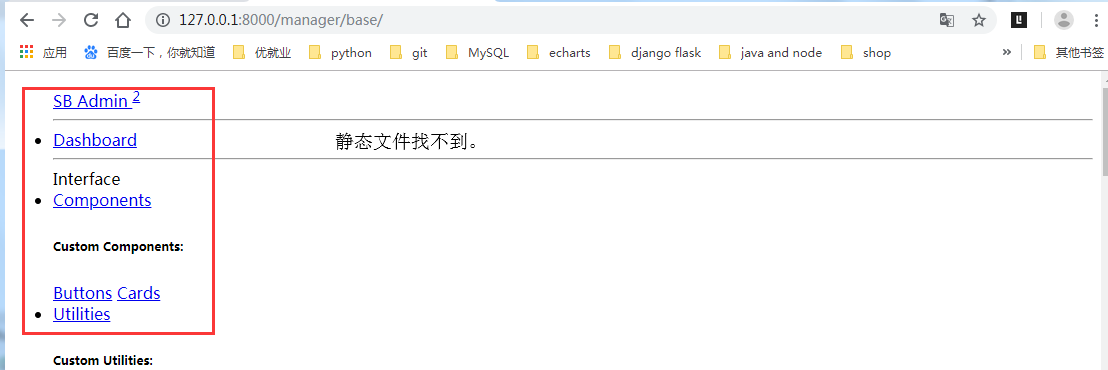 127.0.0.1:8000/manager/base/
应用 百度一下，你就知道 优就业 python git MySQL echarts django flask java and node shop » 其他书签
SB Admin 2
Dashboard
静态文件找不到。
Interface
Components
Custom Components:
Buttons Cards
Utilities
Custom Utilities: